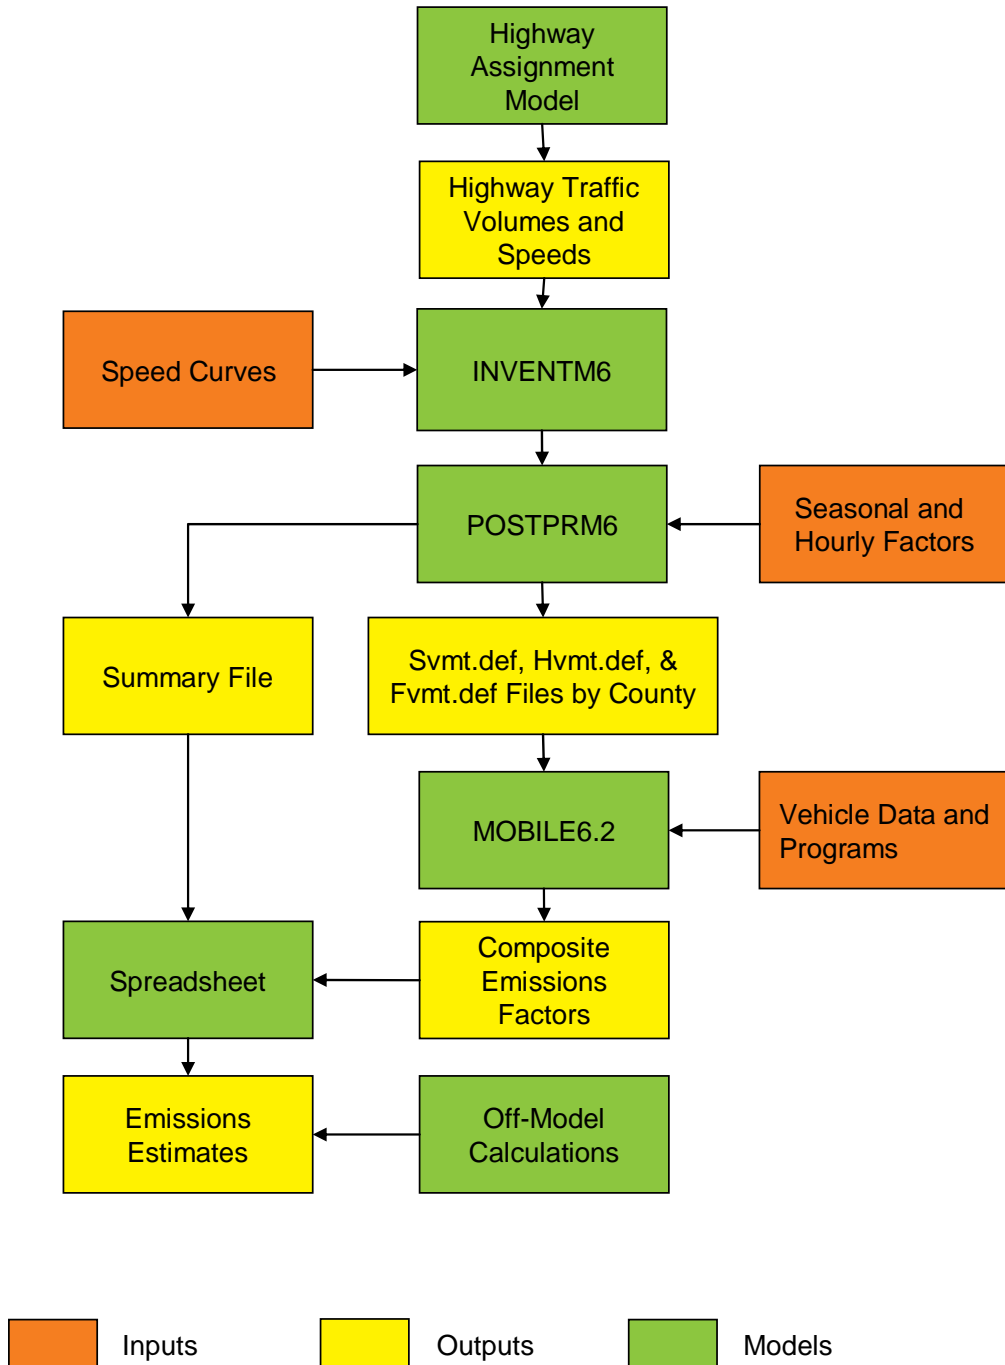 Highway
Assignment
Model
Highway Traffic
Volumes and
Speeds
Speed Curves
INVENTM6
POSTPRM6
Seasonal and
Hourly Factors
Summary File
Svmt.def, Hvmt.def, &
Fvmt.def Files by County
MOBILE6.2
Vehicle Data and
Programs
Spreadsheet
Composite
Emissions
Factors
Emissions
Estimates
Off-Model
Calculations
Inputs
Outputs
Models